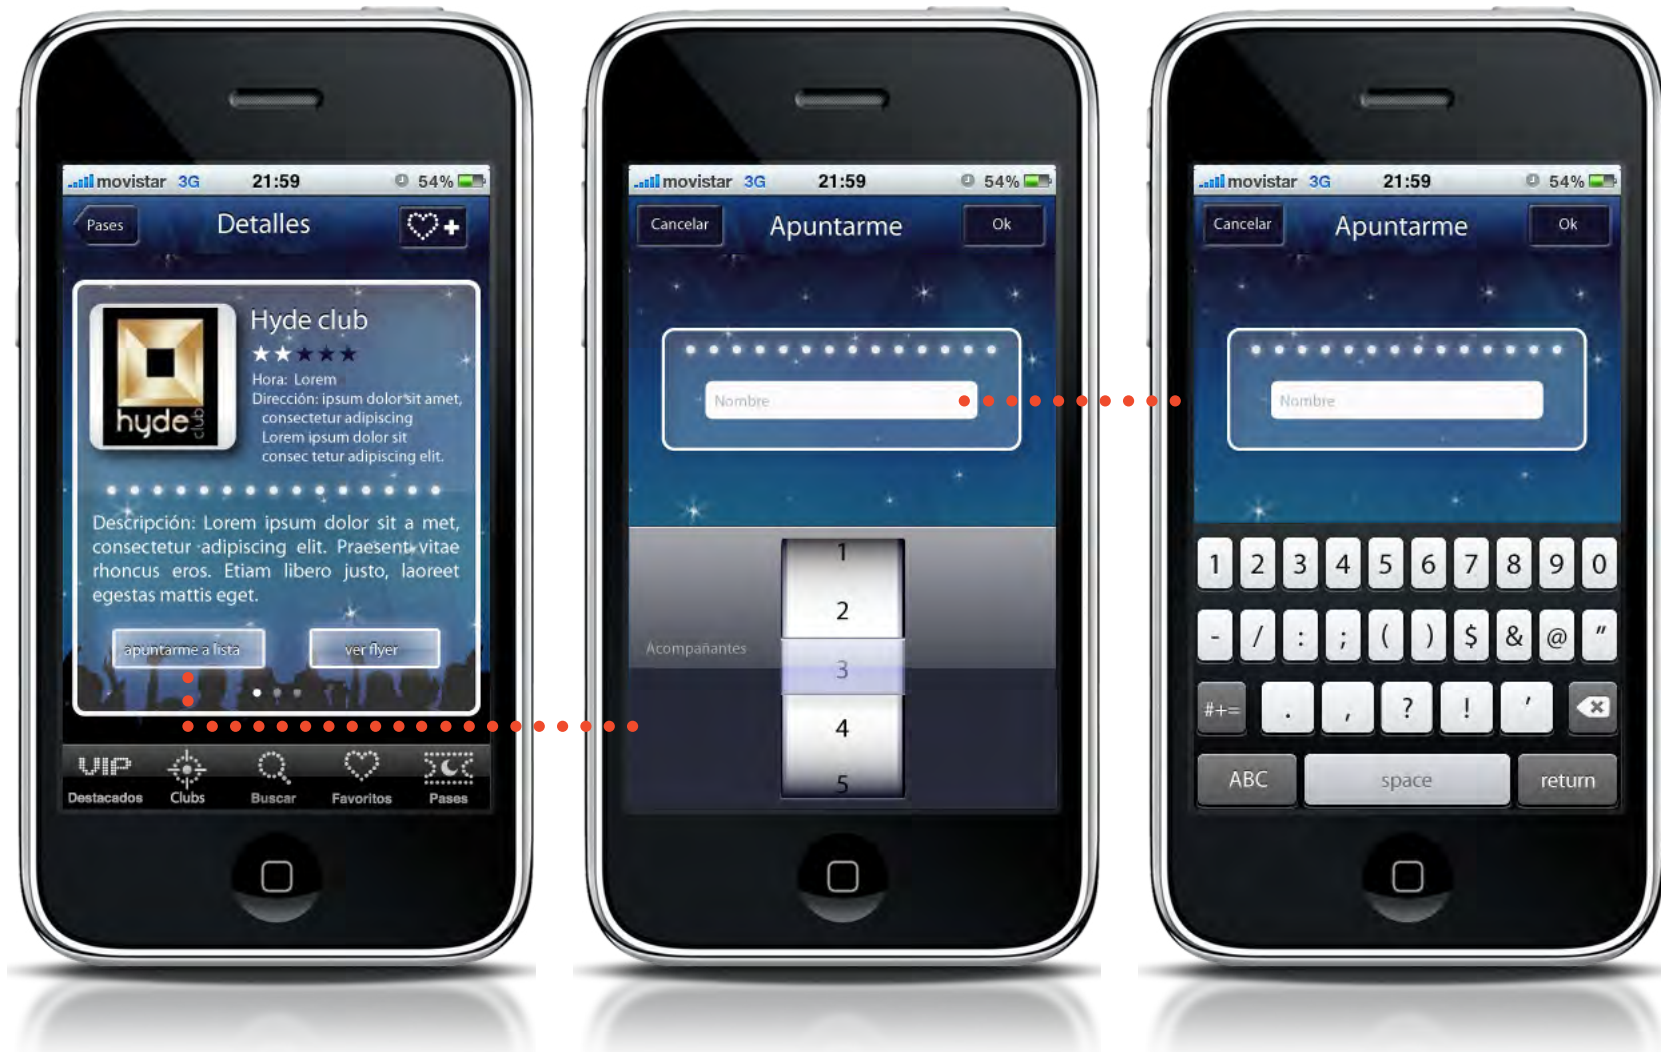 movistar 3G 21:59 54%
Pases Detalles
Hyde club
Hora: Lorem
Dirección: ipsum dolor sit amet,
consectetur adipiscing
Lorem ipsum dolor sit
consec tetur adipiscing elit.
hyde club
Descripción: Lorem ipsum dolor sit a met,
consectetur adipiscing elit. Praesent vitae
rhoncus eros. Etiam libero justo, laoreet
egestas mattis eget.
apuntarme a lista ver flyer
VIP
Destacados Clubs Buscar Favoritos Pases
movistar 3G 21:59 54%
Cancelar Apuntarme Ok
Nombre
1
2
Acompañantes
3
4
5
movistar 3G 21:59 54%
Cancelar Apuntarme Ok
Nombre
1 2 3 4 5 6 7 8 9 0
- / : ; ( ) $ & @ "
#+= . , ? ! '
ABC space return